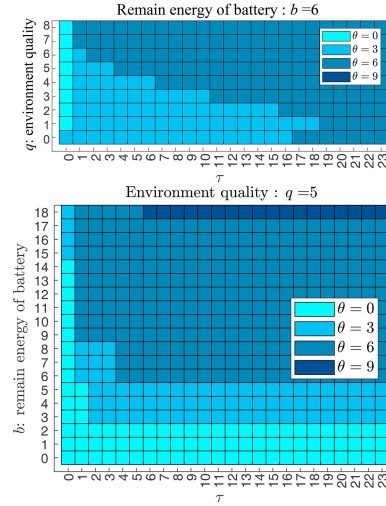 Remain energy of battery : b =6
q: environment quality
8
7
6
5
4
3
2
1
0
θ = 0
θ = 3
θ = 6
θ = 9
0 1 2 3 4 5 6 7 8 9 10 11 12 13 14 15 16 17 18 19 20 21 22 23
τ
Environment quality : q =5
b: remain energy of battery
18
17
16
15
14
13
12
11
10
9
8
7
6
5
4
3
2
1
0
θ = 0
θ = 3
θ = 6
θ = 9
0 1 2 3 4 5 6 7 8 9 10 11 12 13 14 15 16 17 18 19 20 21 22 23
τ